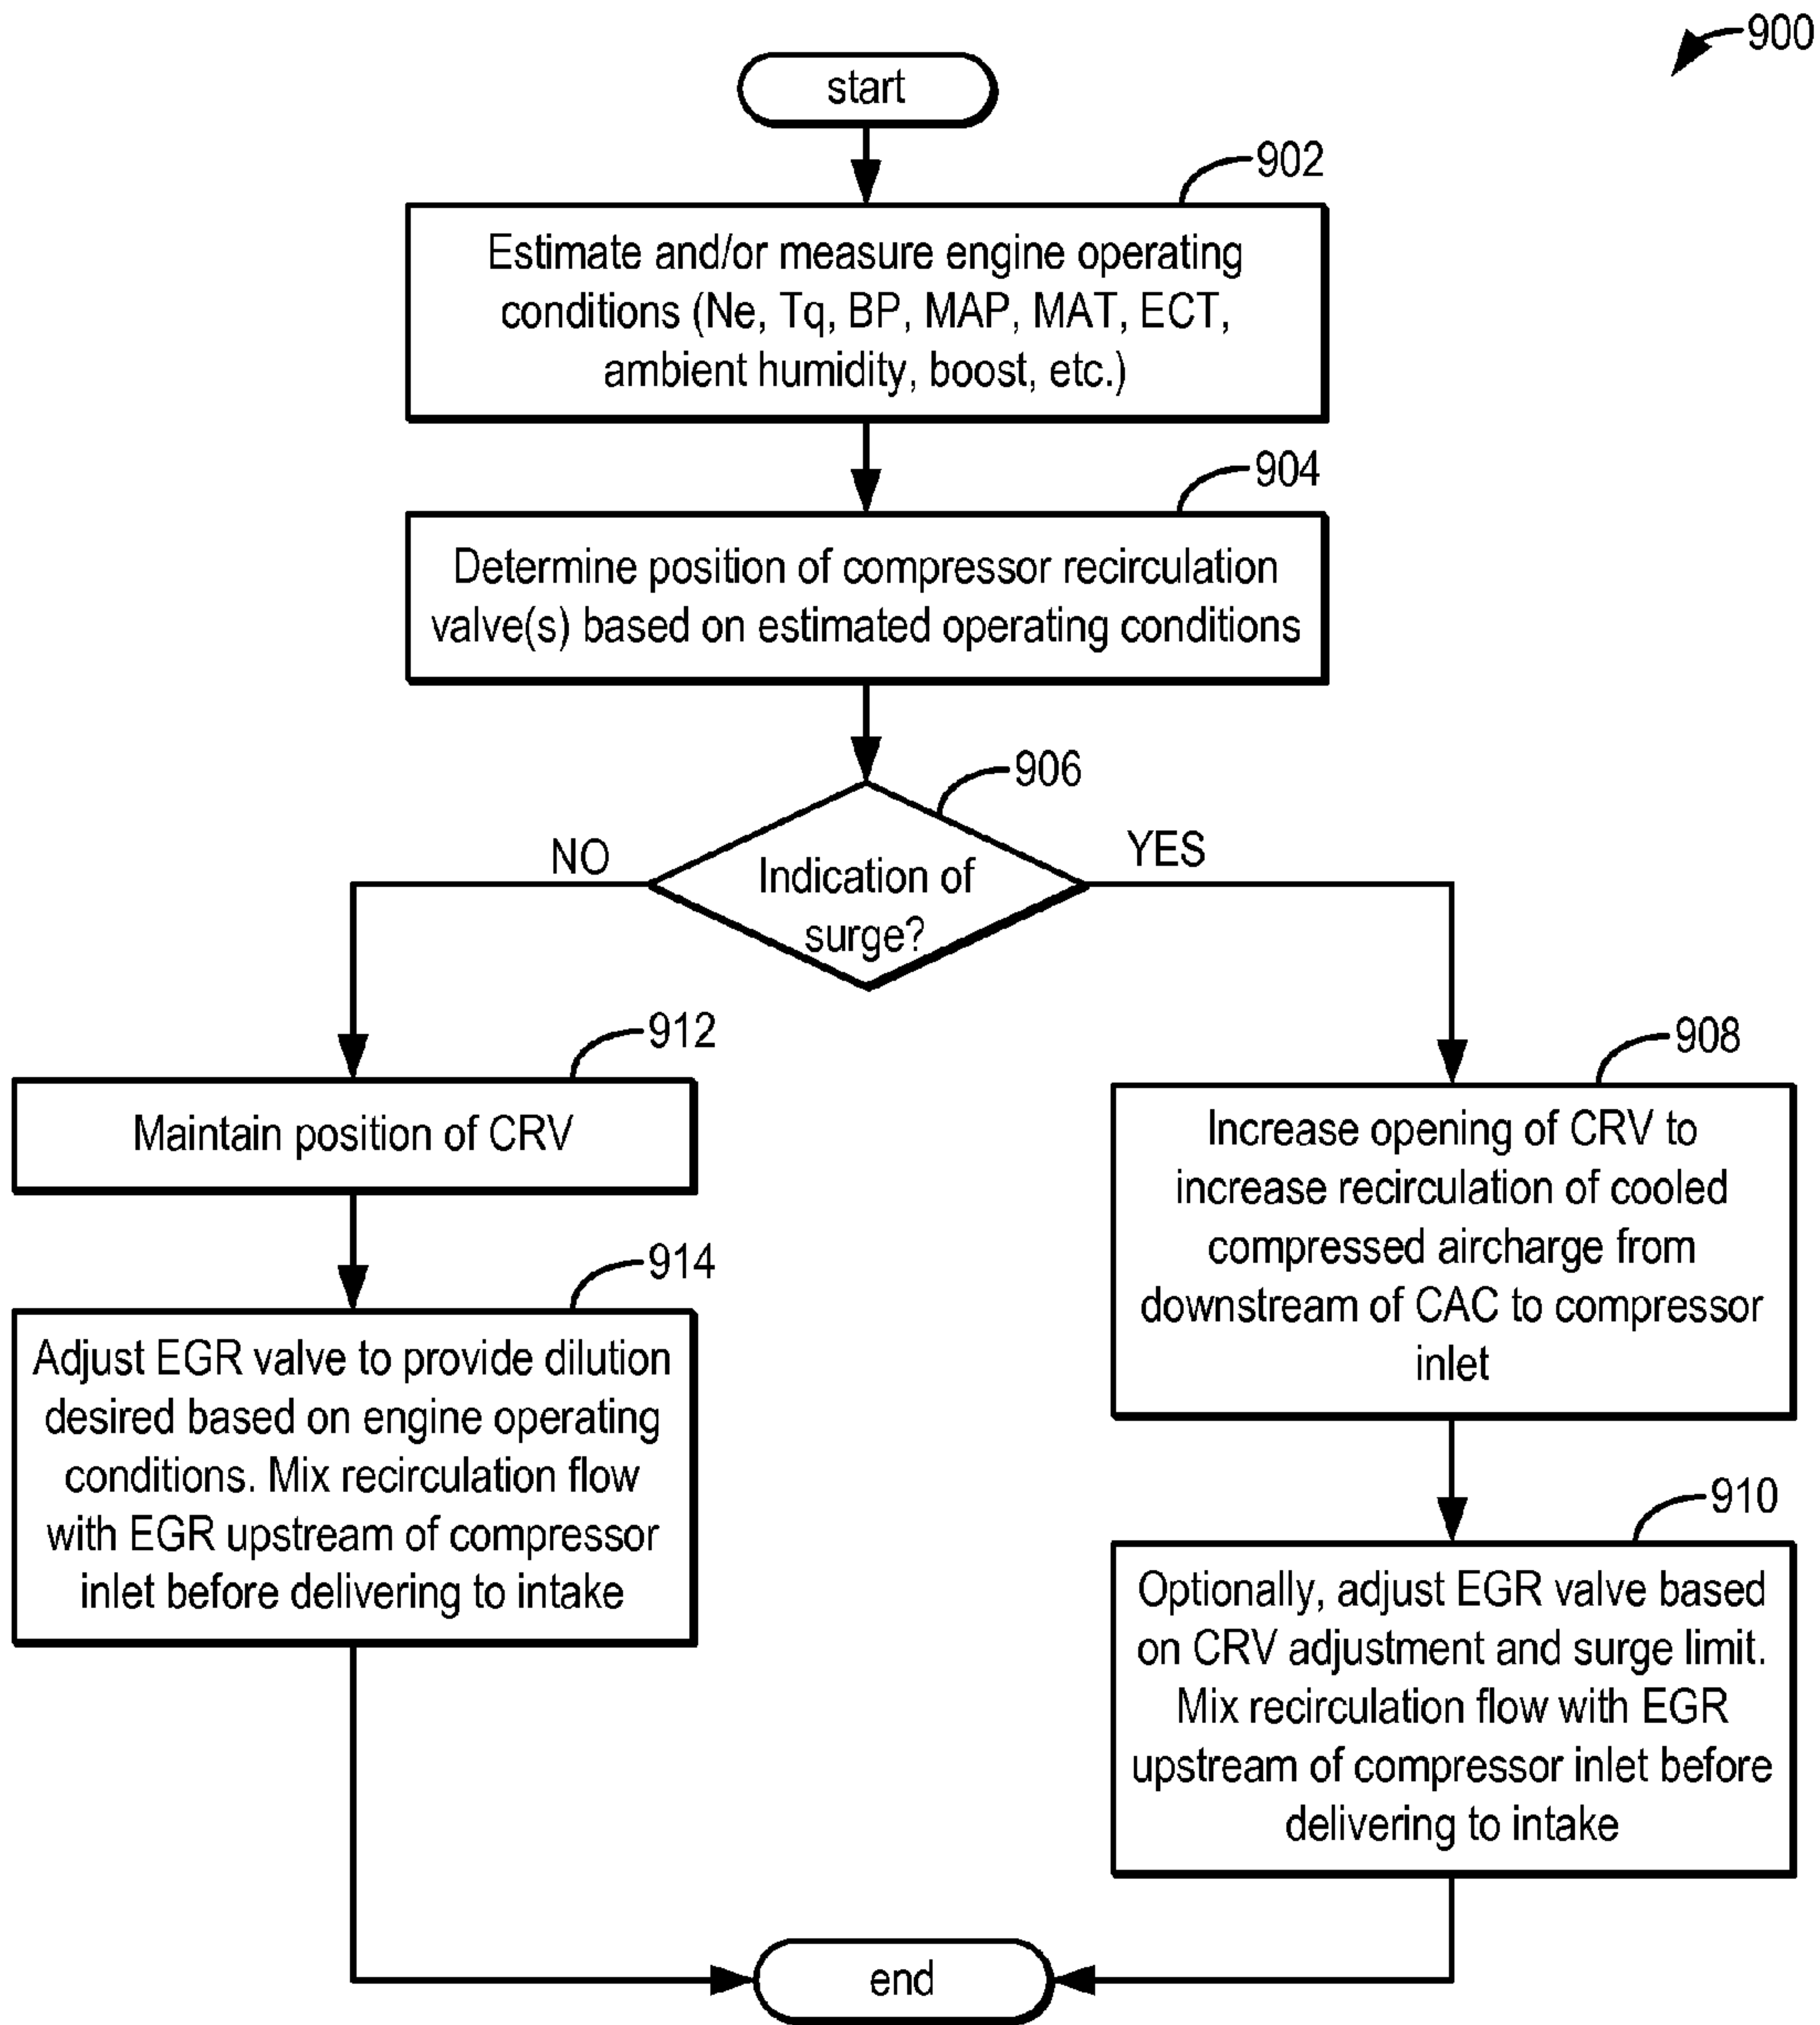 900
start
902
Estimate and/or measure engine operating
conditions (Ne, Tq, BP, MAP, MAT, ECT,
ambient humidity, boost, etc.)
904
Determine position of compressor recirculation
valve(s) based on estimated operating conditions
906
Indication of
surge?
NO
YES
912
Maintain position of CRV
914
Adjust EGR valve to provide dilution
desired based on engine operating
conditions. Mix recirculation flow
with EGR upstream of compressor
inlet before delivering to intake
908
Increase opening of CRV to
increase recirculation of cooled
compressed aircharge from
downstream of CAC to compressor
inlet
910
Optionally, adjust EGR valve based
on CRV adjustment and surge limit.
Mix recirculation flow with EGR
upstream of compressor inlet before
delivering to intake
end